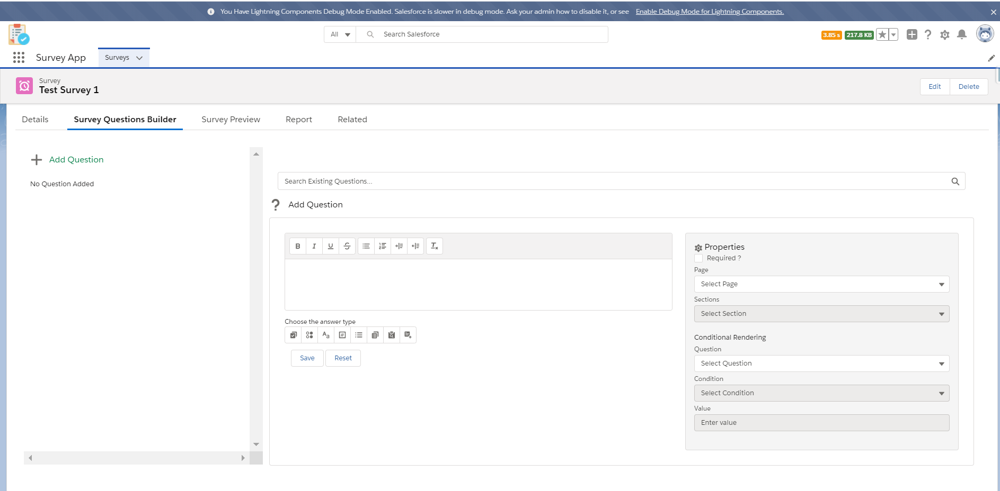 You Have Lightning Components Debug Mode Enabled. Salesforce is slower in debug mode. Ask your admin how to disable it, or see Enable Debug Mode for Lightning Components.
All Search Salesforce
3.85 s 217.8 KB
Survey App Surveys
Survey
Test Survey 1
Edit Delete
Details Survey Questions Builder Survey Preview Report Related
Add Question
No Question Added
Search Existing Questions...
Add Question
B I U S
Choose the answer type
Aa #
Save Reset
Properties
Required ?
Page
Select Page
Sections
Select Section
Conditional Rendering
Question
Select Question
Condition
Select Condition
Value
Enter value